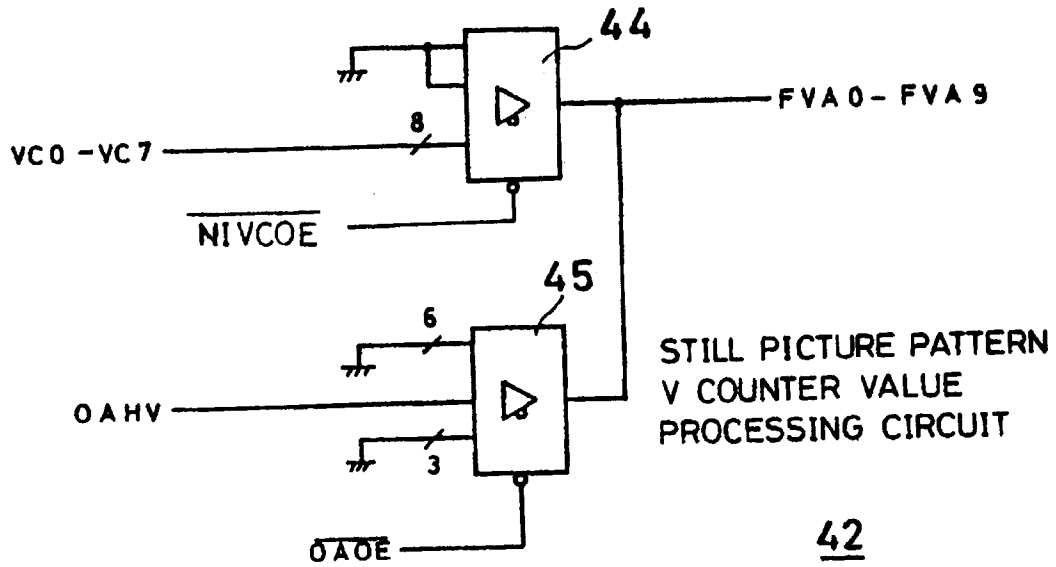 44
FVA0-FVA9
8
VC0-VC7
NIVCOE
45
6
STILL PICTURE PATTERN
V COUNTER VALUE
PROCESSING CIRCUIT
OAHV
3
OAOE
42